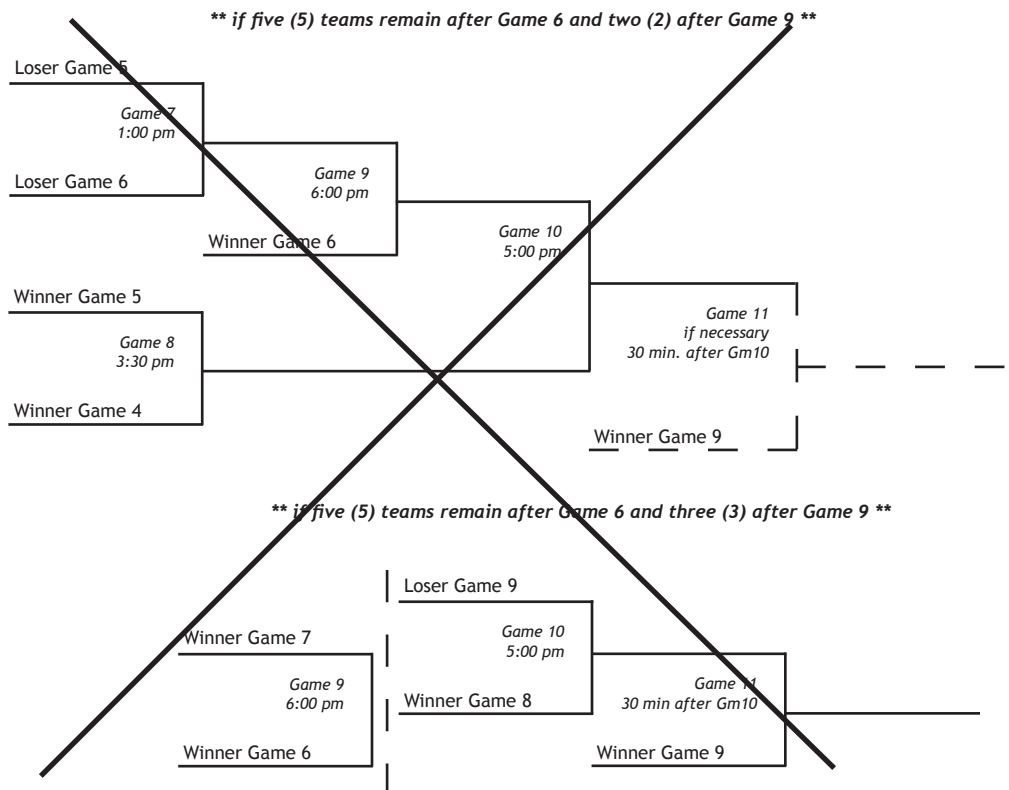 ** if five (5) teams remain after Game 6 and two (2) after Game 9 **
Loser Game 5
Game 7
1:00 pm
Loser Game 6
Game 9
6:00 pm
Winner Game 6
Game 10
5:00 pm
Winner Game 5
Game 8
3:30 pm
Winner Game 4
Game 11
if necessary
30 min. after Gm10
Winner Game 9
** if five (5) teams remain after Game 6 and three (3) after Game 9 **
Winner Game 7
Game 9
6:00 pm
Winner Game 6
Loser Game 9
Game 10
5:00 pm
Winner Game 8
Game 11
30 min after Gm10
Winner Game 9